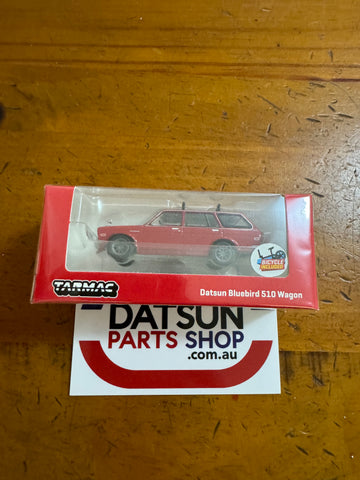 BICYCLE
INCLUDED
TARMAC
Datsun Bluebird 510 Wagon
DATSUN
PARTS SHOP
.com.au